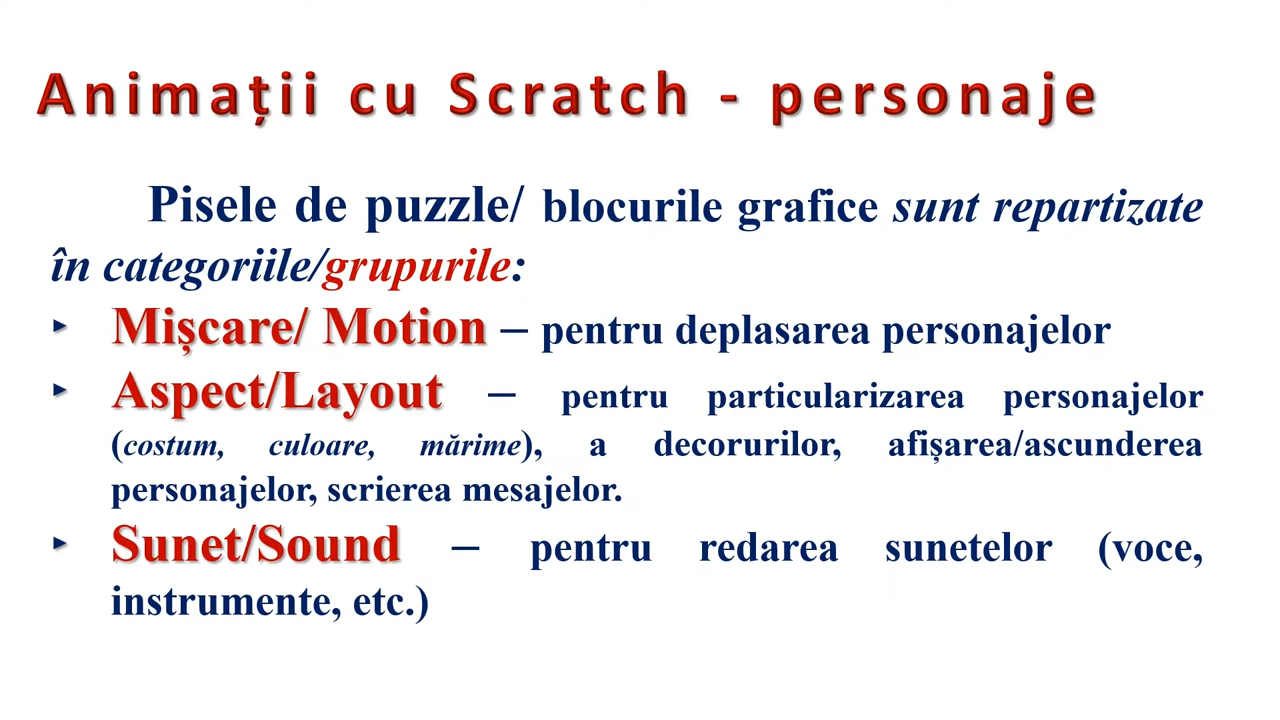 Animații cu Scratch - personaje
Pisele de puzzle/ blocurile grafice sunt repartizate
în categoriile/grupurile:
‣ Mișcare/ Motion – pentru deplasarea personajelor
‣ Aspect/Layout – pentru particularizarea personajelor
(costum, culoare, mărime), a decorurilor, afișarea/ascunderea
personajelor, scrierea mesajelor.
‣ Sunet/Sound – pentru redarea sunetelor (voce,
instrumente, etc.)